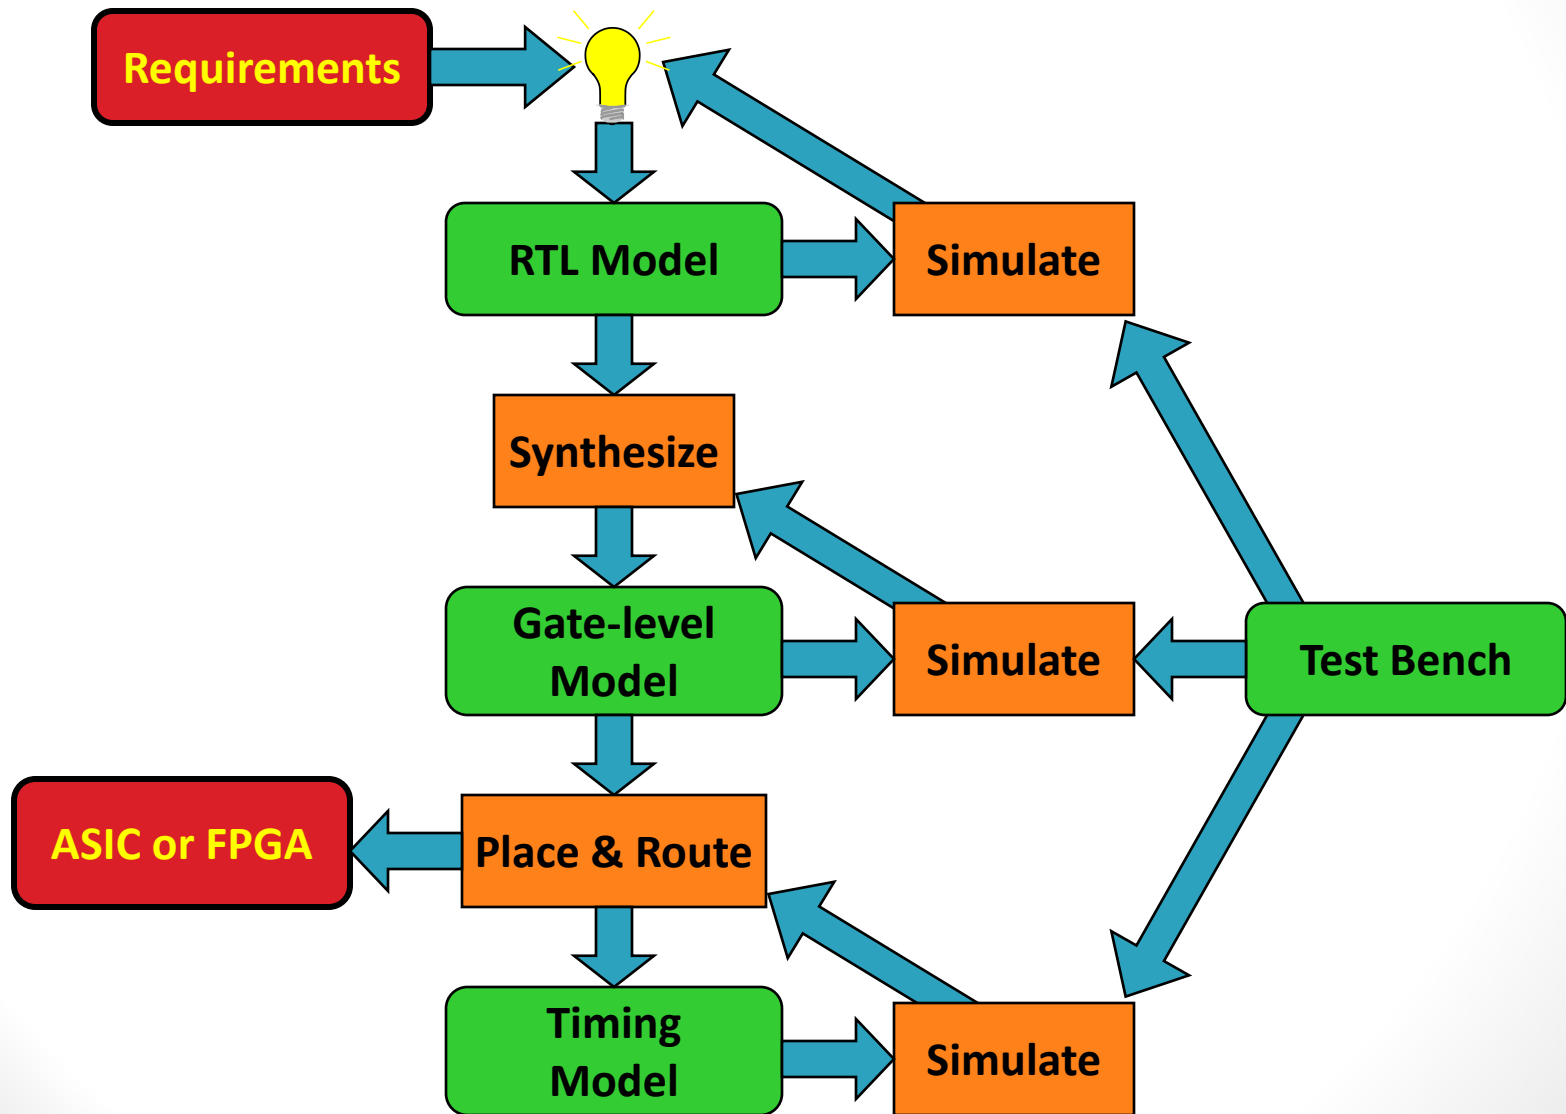 Requirements
RTL Model
Simulate
Synthesize
Gate-level
Model
Simulate
Test Bench
ASIC or FPGA
Place & Route
Timing
Model
Simulate